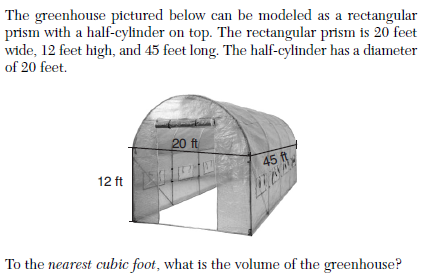 The greenhouse pictured below can be modeled as a rectangular
prism with a half-cylinder on top. The rectangular prism is 20 feet
wide, 12 feet high, and 45 feet long. The half-cylinder has a diameter
of 20 feet.
20 ft
45 ft
12 ft
To the nearest cubic foot, what is the volume of the greenhouse?